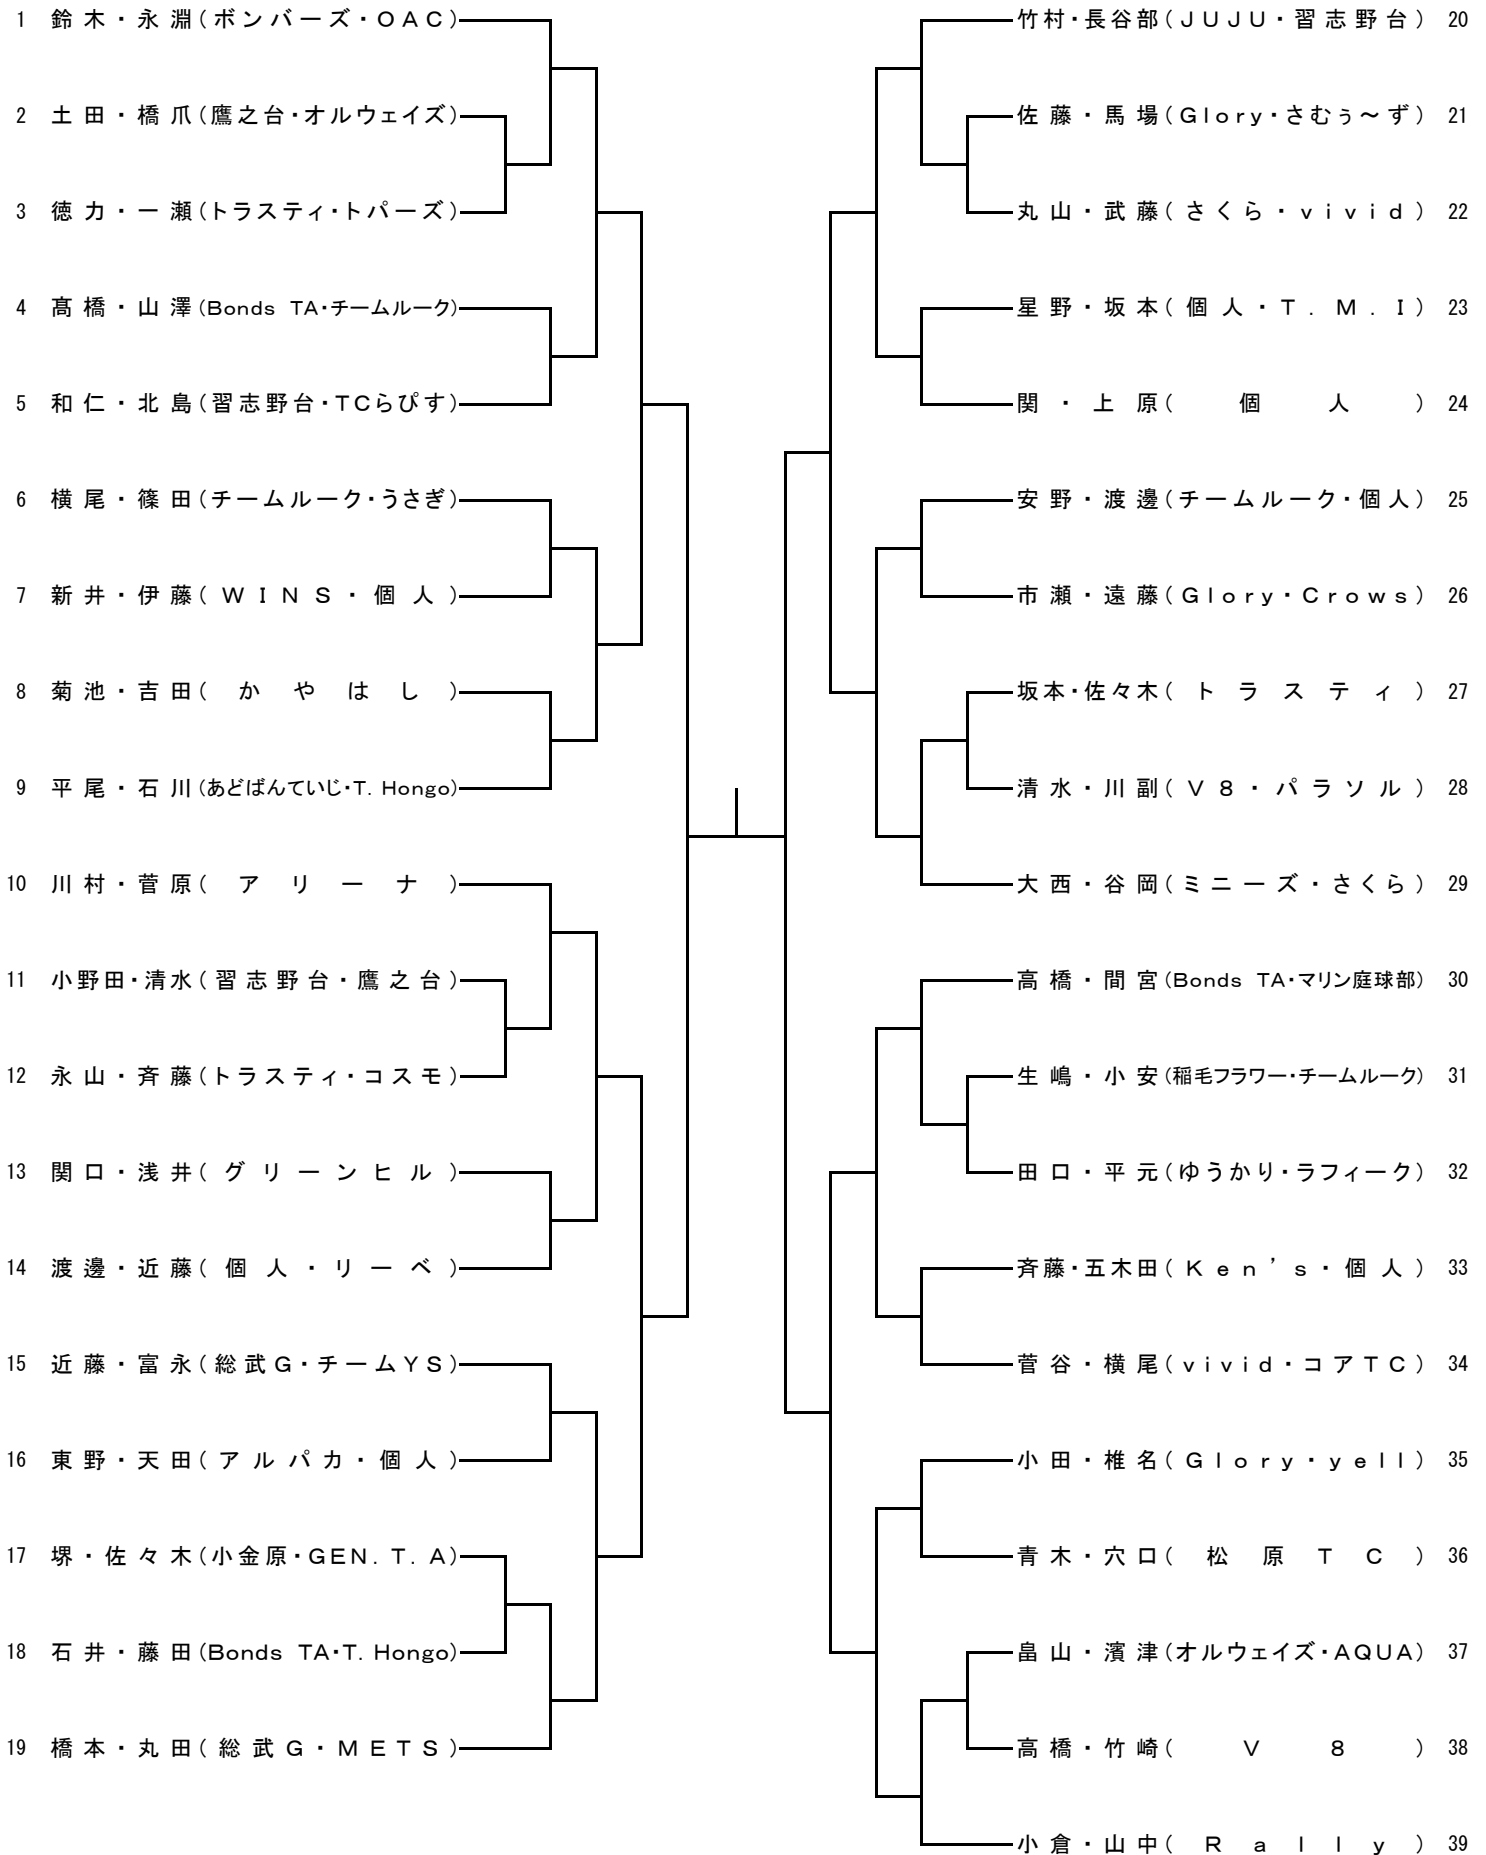 1 鈴木・永淵(ボンバーズ・OAC)
2 土田・橋爪(鷹之台・オルウェイズ)
3 徳力・一瀬(トラスティ・トパーズ)
4 髙橋・山澤(Bonds TA・チームルーク)
5 和仁・北島(習志野台・TCらぴす)
6 横尾・篠田(チームルーク・うさぎ)
7 新井・伊藤(WINS・個人)
8 菊池・吉田(かやはし)
9 平尾・石川(あどばんていじ・T. Hongo)
10 川村・菅原(アリーナ)
11 小野田・清水(習志野台・鷹之台)
12 永山・斉藤(トラスティ・コスモ)
13 関口・浅井(グリーンヒル)
14 渡邊・近藤(個人・リーベ)
15 近藤・富永(総武G・チームYS)
16 東野・天田(アルパカ・個人)
17 堺・佐々木(小金原・GEN. T. A)
18 石井・藤田(Bonds TA・T. Hongo)
19 橋本・丸田(総武G・METS)
竹村・長谷部(JUJU・習志野台) 20
佐藤・馬場(Glory・さむぅ～ず) 21
丸山・武藤(さくら・vivid) 22
星野・坂本(個人・T.M.I) 23
関・上原(個人) 24
安野・渡邊(チームルーク・個人) 25
市瀬・遠藤(Glory・Crows) 26
坂本・佐々木(トラスティ) 27
清水・川副(V8・パラソル) 28
大西・谷岡(ミニーズ・さくら) 29
高橋・間宮(Bonds TA・マリン庭球部) 30
生嶋・小安(稲毛フラワー・チームルーク) 31
田口・平元(ゆうかり・ラフィーク) 32
斉藤・五木田(Ken’s・個人) 33
菅谷・横尾(vivid・コアTC) 34
小田・椎名(Glory・yell) 35
青木・穴口(松原TC) 36
畠山・濱津(オルウェイズ・AQUA) 37
高橋・竹崎(V8) 38
小倉・山中(Rally) 39